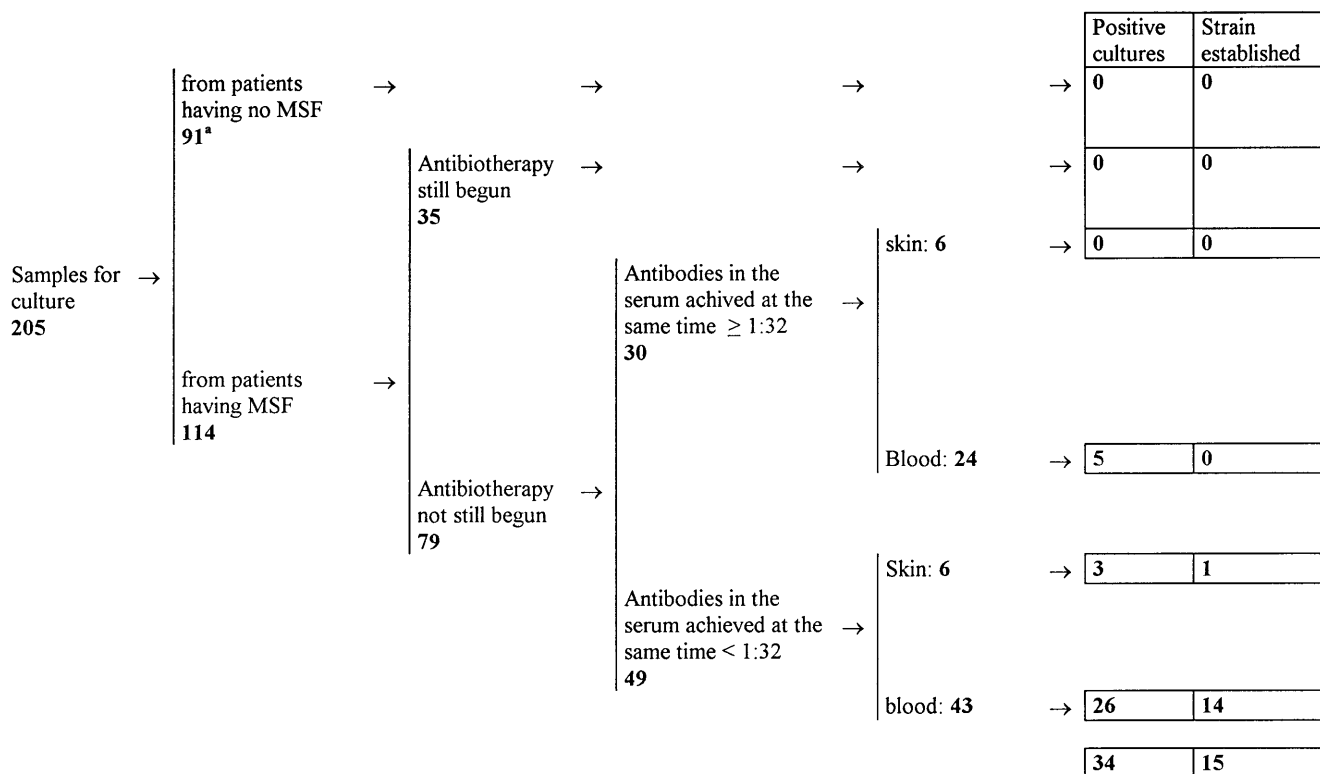 Positive cultures | Strain established
from patients → → → → 0 | 0
having no MSF
91ᵃ
Antibiotherapy → → → 0 | 0
still begun
35
skin: 6 → 0 | 0
Samples for →
culture
205
Antibodies in the
serum achived at the →
same time ≥ 1:32
30
from patients →
having MSF
114
Blood: 24 → 5 | 0
Antibiotherapy →
not still begun
79
Skin: 6 → 3 | 1
Antibodies in the
serum achieved at the →
same time < 1:32
49
blood: 43 → 26 | 14
34 | 15